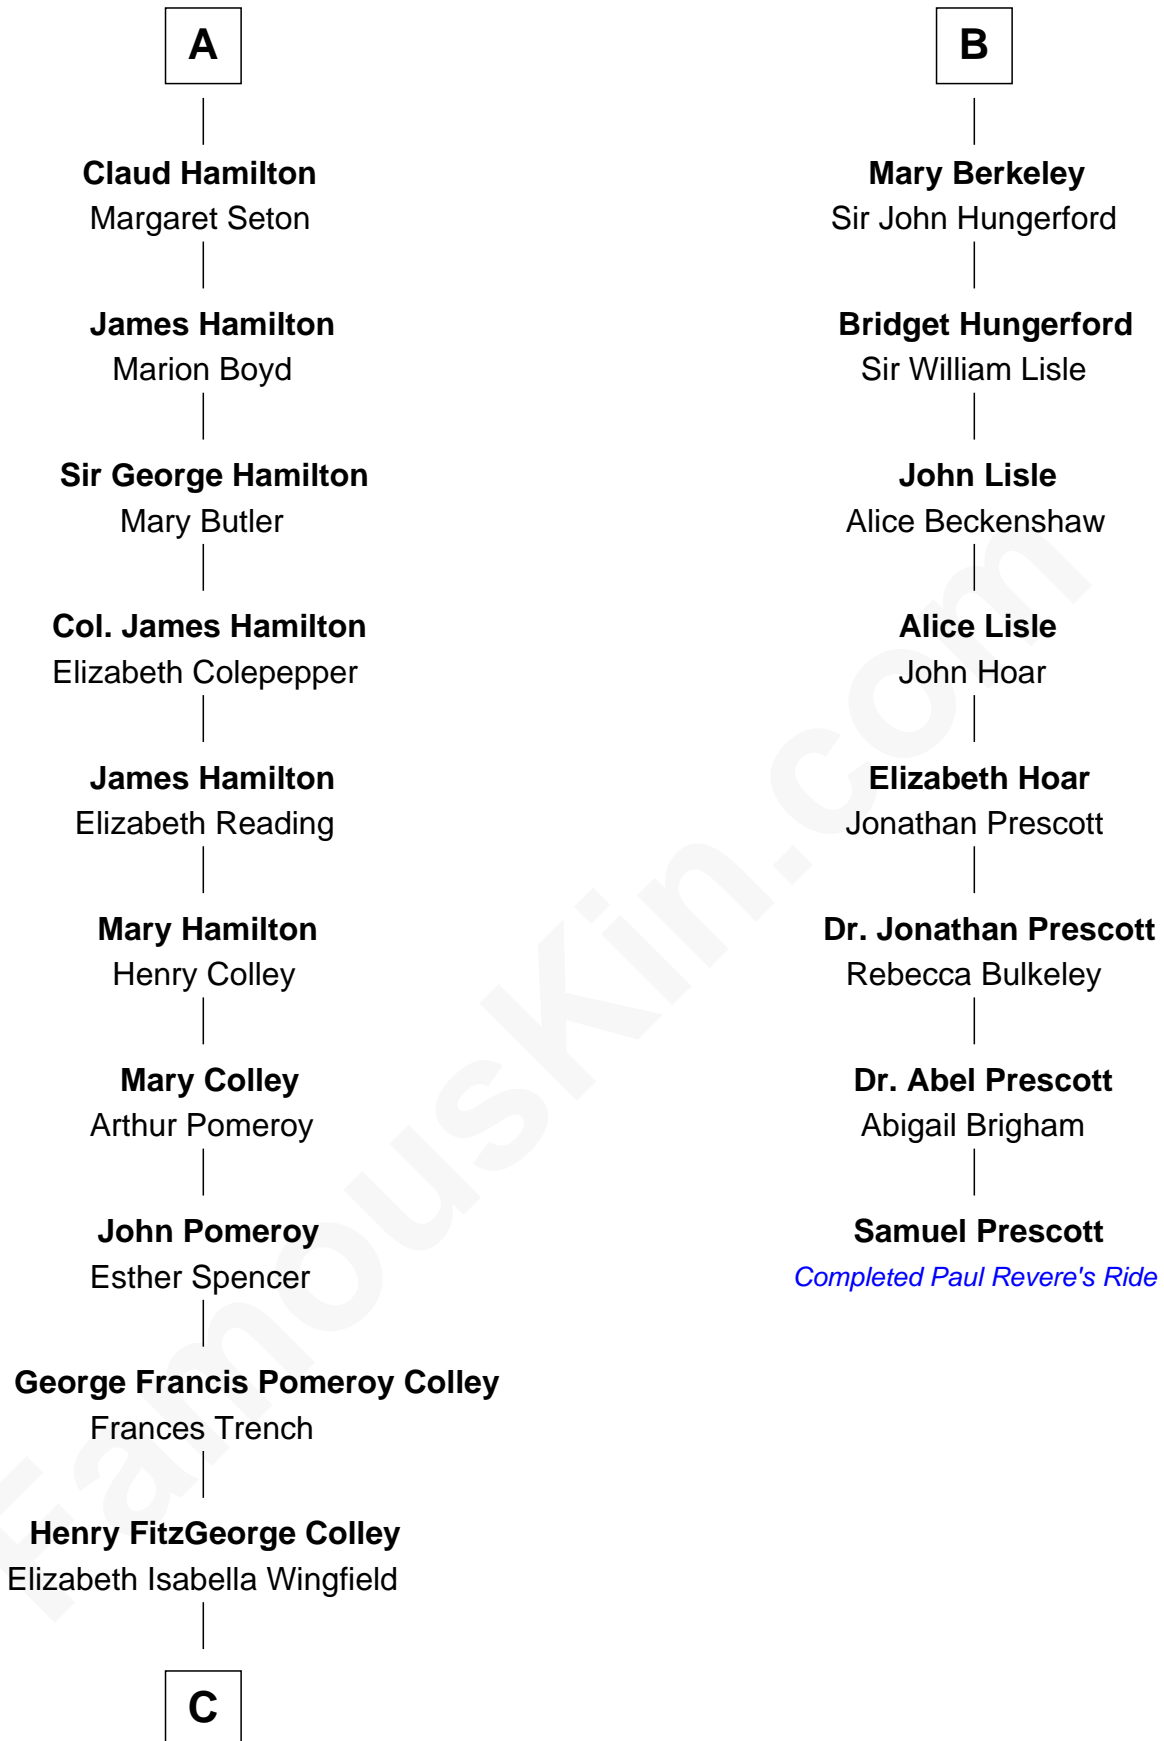 A
Claud Hamilton
Margaret Seton
James Hamilton
Marion Boyd
Sir George Hamilton
Mary Butler
Col. James Hamilton
Elizabeth Colepepper
James Hamilton
Elizabeth Reading
Mary Hamilton
Henry Colley
Mary Colley
Arthur Pomeroy
John Pomeroy
Esther Spencer
George Francis Pomeroy Colley
Frances Trench
Henry FitzGeorge Colley
Elizabeth Isabella Wingfield
C
B
Mary Berkeley
Sir John Hungerford
Bridget Hungerford
Sir William Lisle
John Lisle
Alice Beckenshaw
Alice Lisle
John Hoar
Elizabeth Hoar
Jonathan Prescott
Dr. Jonathan Prescott
Rebecca Bulkeley
Dr. Abel Prescott
Abigail Brigham
Samuel Prescott
Completed Paul Revere's Ride
FamousKin.com